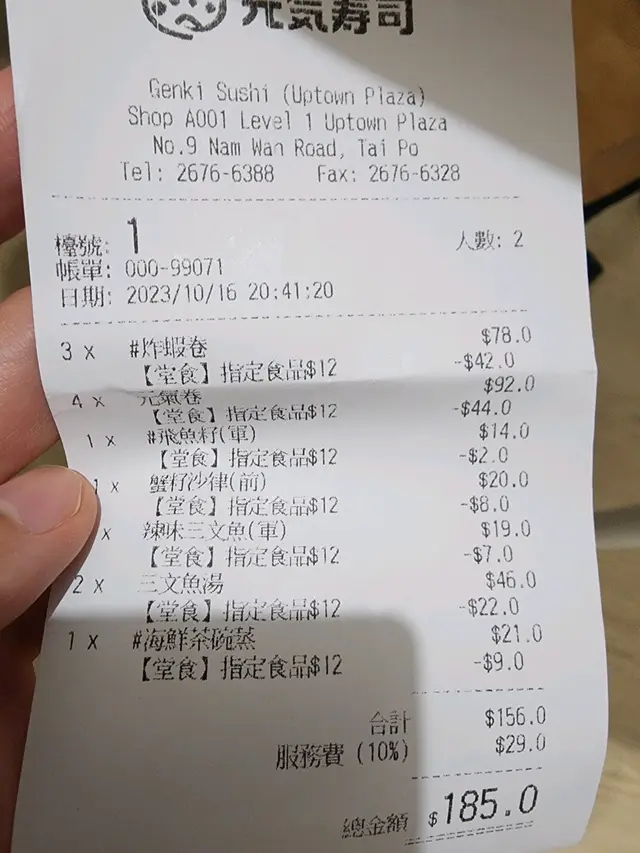 元気寿司
Genki Sushi (Uptown Plaza)
Shop A001 Level 1 Uptown Plaza
No.9 Nam Wan Road, Tai Po
Tel: 2676-6388 Fax: 2676-6328
檯號: 1 人數: 2
帳單: 000-99071
日期: 2023/10/16 20:41:20
3 x #炸蝦卷 $78.0
【堂食】指定食品$12 -$42.0
4 x 元氣卷 $92.0
【堂食】指定食品$12 -$44.0
1 x #飛魚籽(軍) $14.0
【堂食】指定食品$12 -$2.0
1 x 蟹籽沙律(前) $20.0
【堂食】指定食品$12 -$8.0
x 辣味三文魚(軍) $19.0
【堂食】指定食品$12 -$7.0
2 x 三文魚湯 $46.0
【堂食】指定食品$12 -$22.0
1 x #海鮮茶碗蒸 $21.0
【堂食】指定食品$12 -$9.0
合計 $156.0
服務費 (10%) $29.0
總金額 $185.0